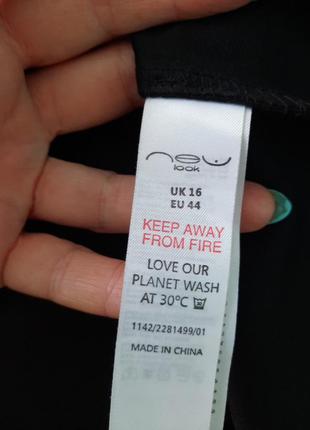 new
look
UK 16
EU 44
KEEP AWAY
FROM FIRE
LOVE OUR
PLANET WASH
AT 30°C
1142/2281499/01
MADE IN CHINA